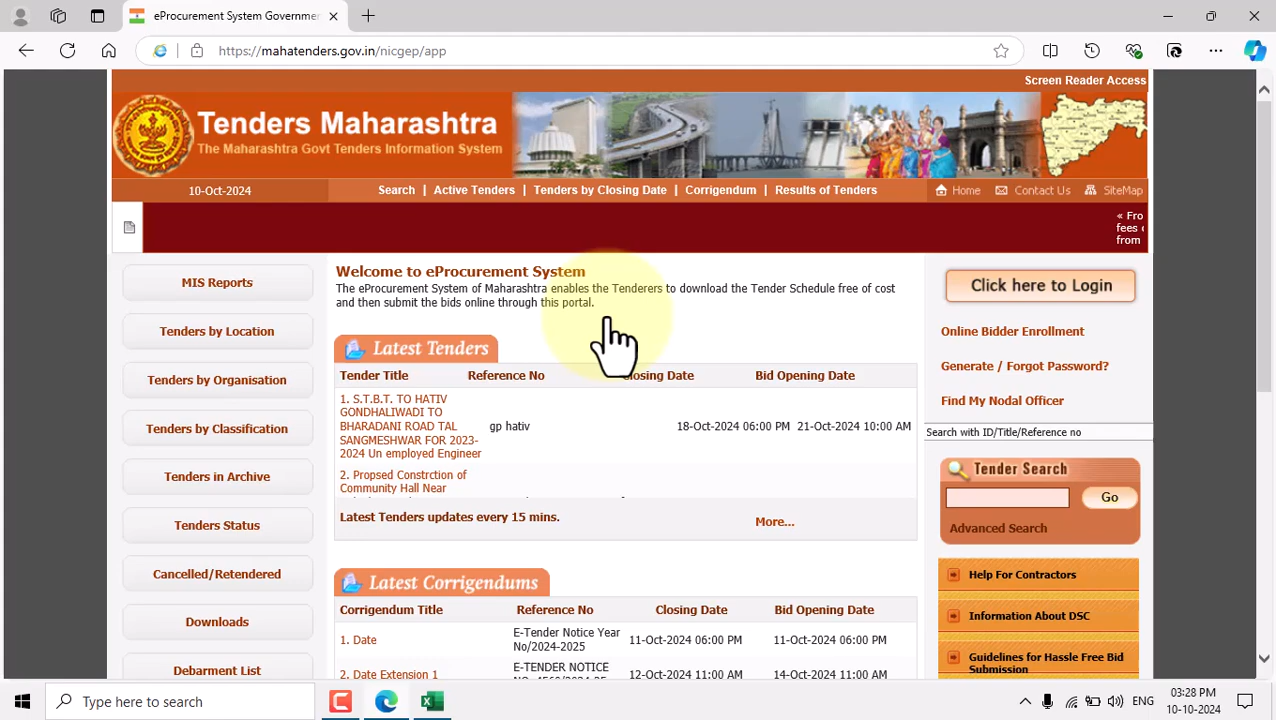 eProcurement System Governme
https://mahatenders.gov.in/nicgep/app
Screen Reader Access
Tenders Maharashtra
The Maharashtra Govt Tenders Information System
10-Oct-2024
Search | Active Tenders | Tenders by Closing Date | Corrigendum | Results of Tenders
Home
Contact Us
SiteMap
« Fro
fees
from
MIS Reports
Tenders by Location
Tenders by Organisation
Tenders by Classification
Tenders in Archive
Tenders Status
Cancelled/Retendered
Downloads
Debarment List
Welcome to eProcurement System
The eProcurement System of Maharashtra enables the Tenderers to download the Tender Schedule free of cost
and then submit the bids online through this portal.
Latest Tenders
Tender Title Reference No Closing Date Bid Opening Date
1. S.T.B.T. TO HATIV
GONDHALIWADI TO
BHARADANI ROAD TAL
SANGMESHWAR FOR 2023-
2024 Un employed Engineer
gp hativ
18-Oct-2024 06:00 PM
21-Oct-2024 10:00 AM
2. Propsed Constrction of
Community Hall Near
Latest Tenders updates every 15 mins.
More...
Latest Corrigendums
Corrigendum Title Reference No Closing Date Bid Opening Date
1. Date
E-Tender Notice Year
No/2024-2025
11-Oct-2024 06:00 PM
11-Oct-2024 06:00 PM
2. Date Extension 1
E-TENDER NOTICE
12-Oct-2024 11:00 AM
14-Oct-2024 11:00 AM
Click here to Login
Online Bidder Enrollment
Generate / Forgot Password?
Find My Nodal Officer
Search with ID/Title/Reference no
Tender Search
Go
Advanced Search
Help For Contractors
Information About DSC
Guidelines for Hassle Free Bid
Submission
Type here to search
ENG
03:28 PM
10-10-2024